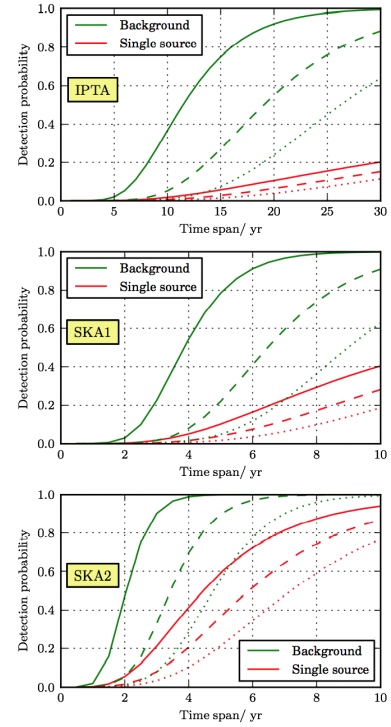 1.0
0.8
0.6
0.4
0.2
0.0
Detection probability
Background
Single source
IPTA
0 5 10 15 20 25 30
Time span/ yr
1.0
0.8
0.6
0.4
0.2
0.0
Detection probability
Background
Single source
SKA1
0 2 4 6 8 10
Time span/ yr
1.0
0.8
0.6
0.4
0.2
0.0
Detection probability
SKA2
Background
Single source
0 2 4 6 8 10
Time span/ yr